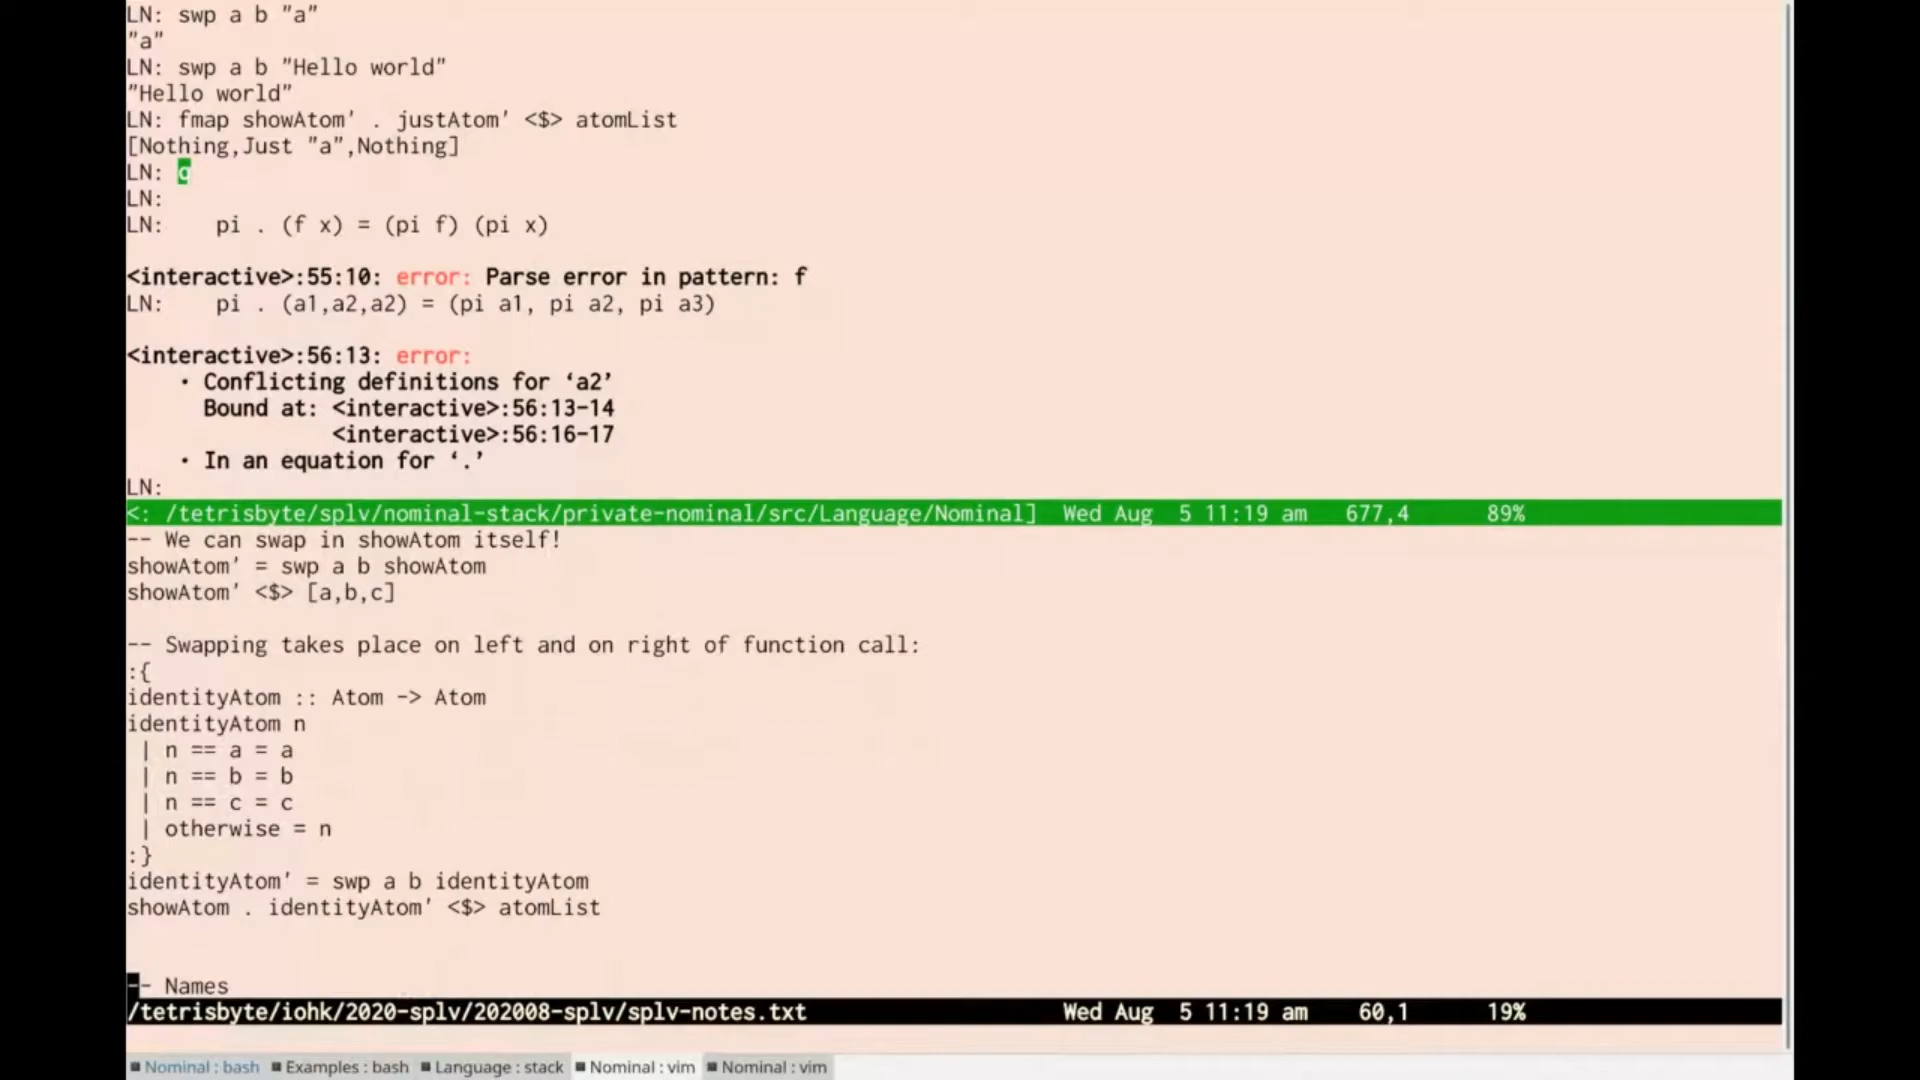 LN: swp a b "a"
"a"
LN: swp a b "Hello world"
"Hello world"
LN: fmap showAtom' . justAtom' <$> atomList
[Nothing,Just "a",Nothing]
LN: q
LN:
LN:    pi . (f x) = (pi f) (pi x)
<interactive>:55:10: error: Parse error in pattern: f
LN:    pi . (a1,a2,a2) = (pi a1, pi a2, pi a3)
<interactive>:56:13: error:
• Conflicting definitions for ‘a2’
Bound at: <interactive>:56:13-14
<interactive>:56:16-17
• In an equation for ‘.’
LN:
<: /tetrisbyte/splv/nominal-stack/private-nominal/src/Language/Nominal]  Wed Aug  5 11:19 am   677,4      89%
-- We can swap in showAtom itself!
showAtom' = swp a b showAtom
showAtom' <$> [a,b,c]
-- Swapping takes place on left and on right of function call:
:{
identityAtom :: Atom -> Atom
identityAtom n
| n == a = a
| n == b = b
| n == c = c
| otherwise = n
:}
identityAtom' = swp a b identityAtom
showAtom . identityAtom' <$> atomList
-- Names
/tetrisbyte/iohk/2020-splv/202008-splv/splv-notes.txt                    Wed Aug  5 11:19 am    60,1      19%
Nominal : bash  Examples : bash  Language : stack  Nominal : vim  Nominal : vim